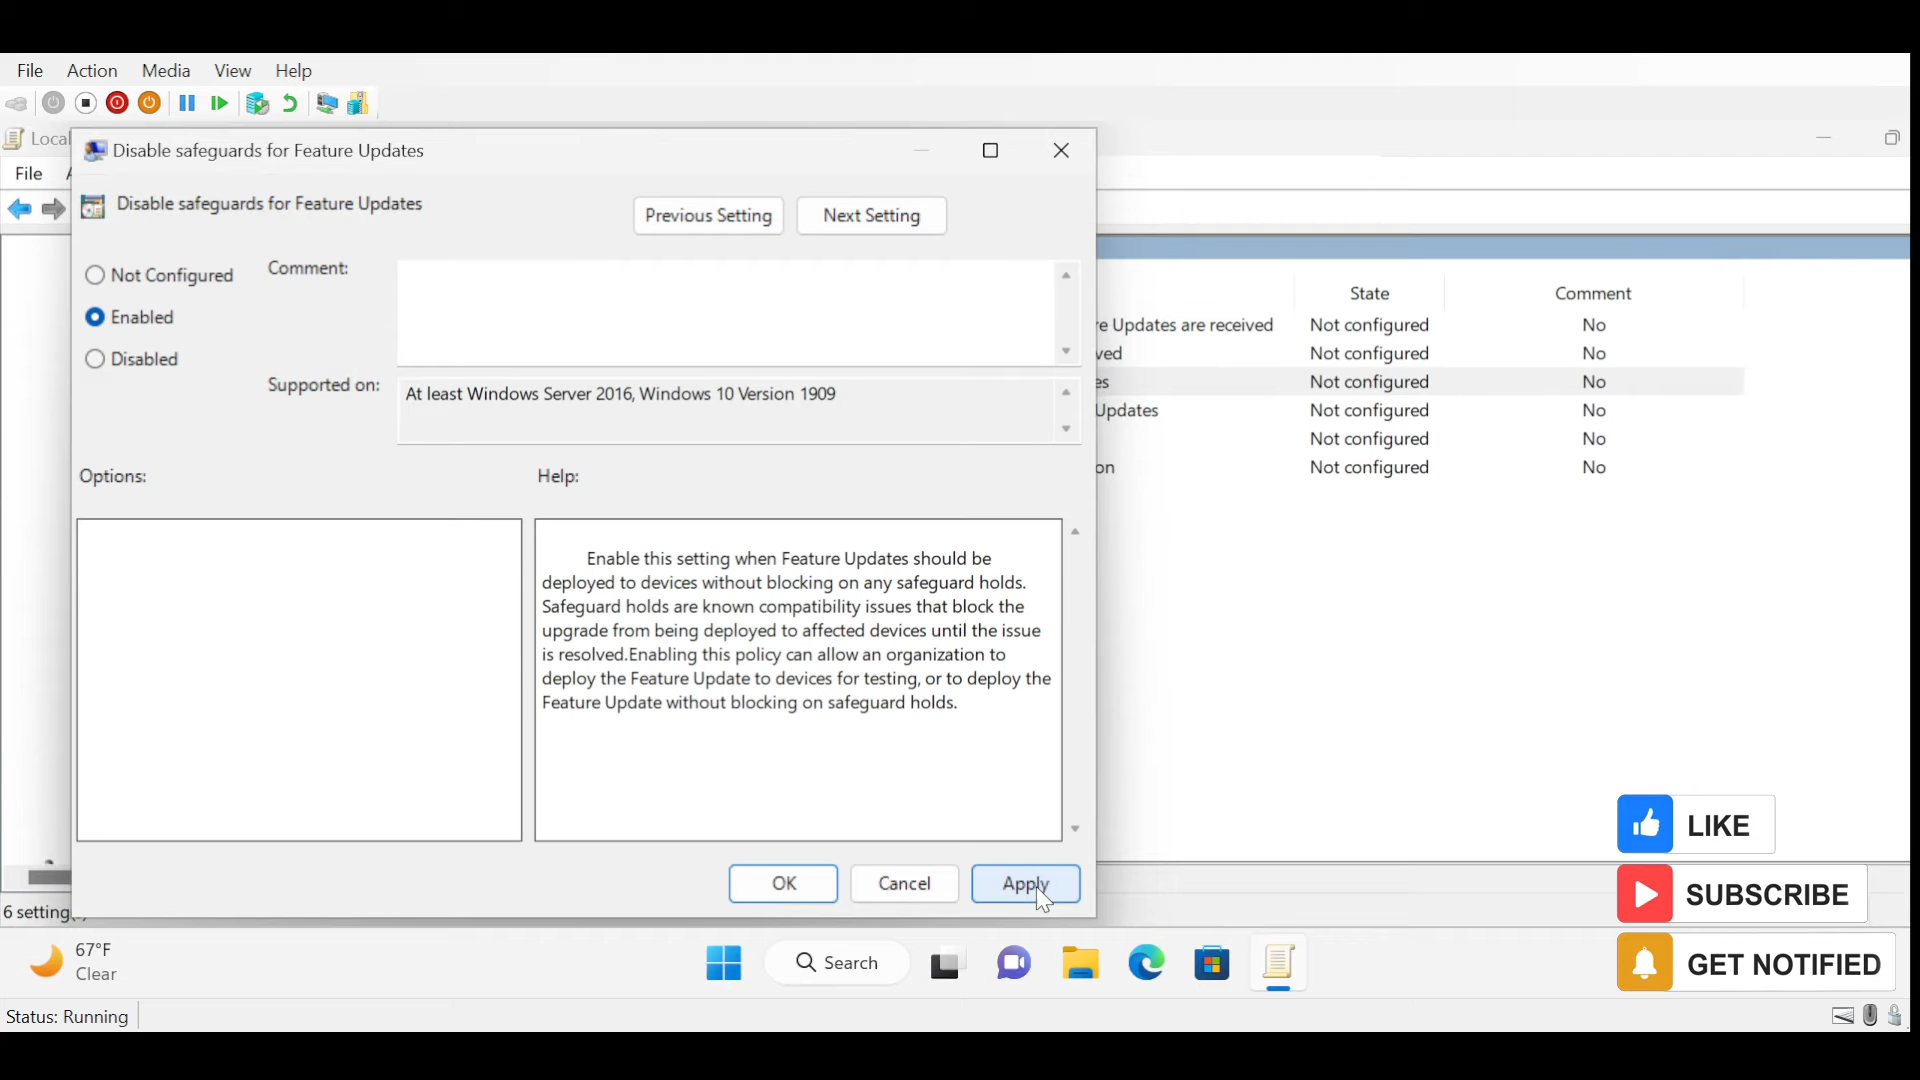 File Action Media View Help
Local
File
Disable safeguards for Feature Updates
Disable safeguards for Feature Updates
Previous Setting Next Setting
Not Configured
Enabled
Disabled
Comment:
Supported on:
At least Windows Server 2016, Windows 10 Version 1909
Options:
Help:
Enable this setting when Feature Updates should be
deployed to devices without blocking on any safeguard holds.
Safeguard holds are known compatibility issues that block the
upgrade from being deployed to affected devices until the issue
is resolved.Enabling this policy can allow an organization to
deploy the Feature Update to devices for testing, or to deploy the
Feature Update without blocking on safeguard holds.
OK Cancel Apply
State Comment
Updates are received Not configured No
Not configured No
Not configured No
Updates Not configured No
Not configured No
Not configured No
LIKE
SUBSCRIBE
GET NOTIFIED
6 setting
67°F
Clear
Search
Status: Running